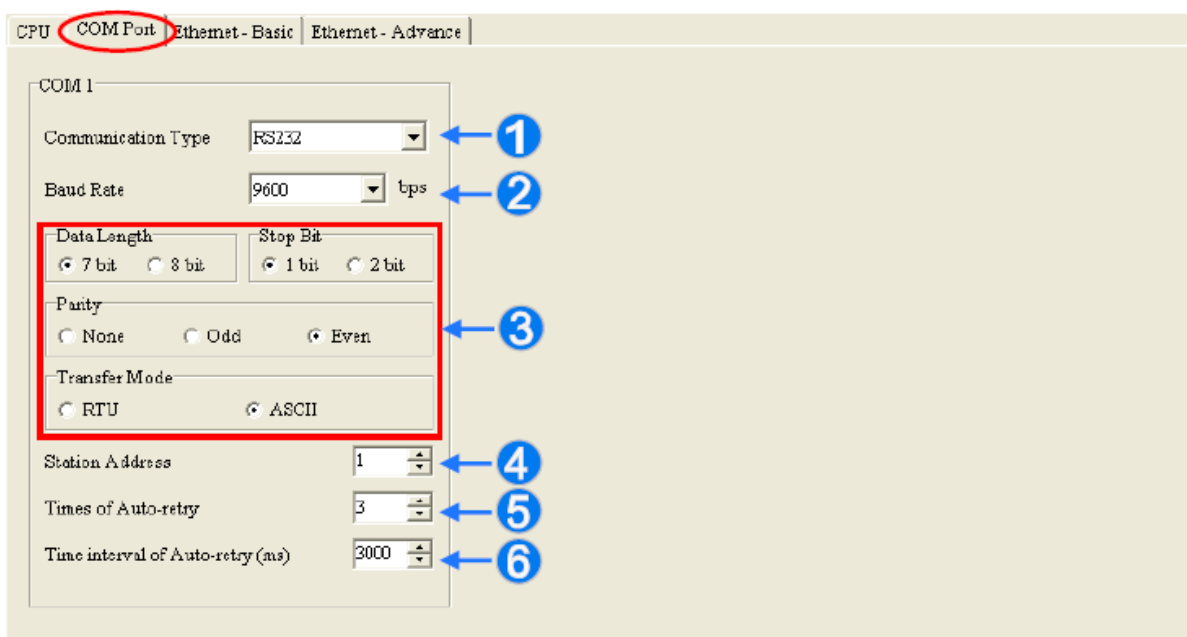 CPU COM Port Ethernet - Basic Ethernet - Advance
COM 1
Communication Type RS232 1
Baud Rate 9600 bps 2
Data Length Stop Bit
7 bit 8 bit 1 bit 2 bit
Parity
None Odd Even 3
Transfer Mode
RTU ASCII
Station Address 1 4
Times of Auto-retry 3 5
Time interval of Auto-retry (ms) 3000 6